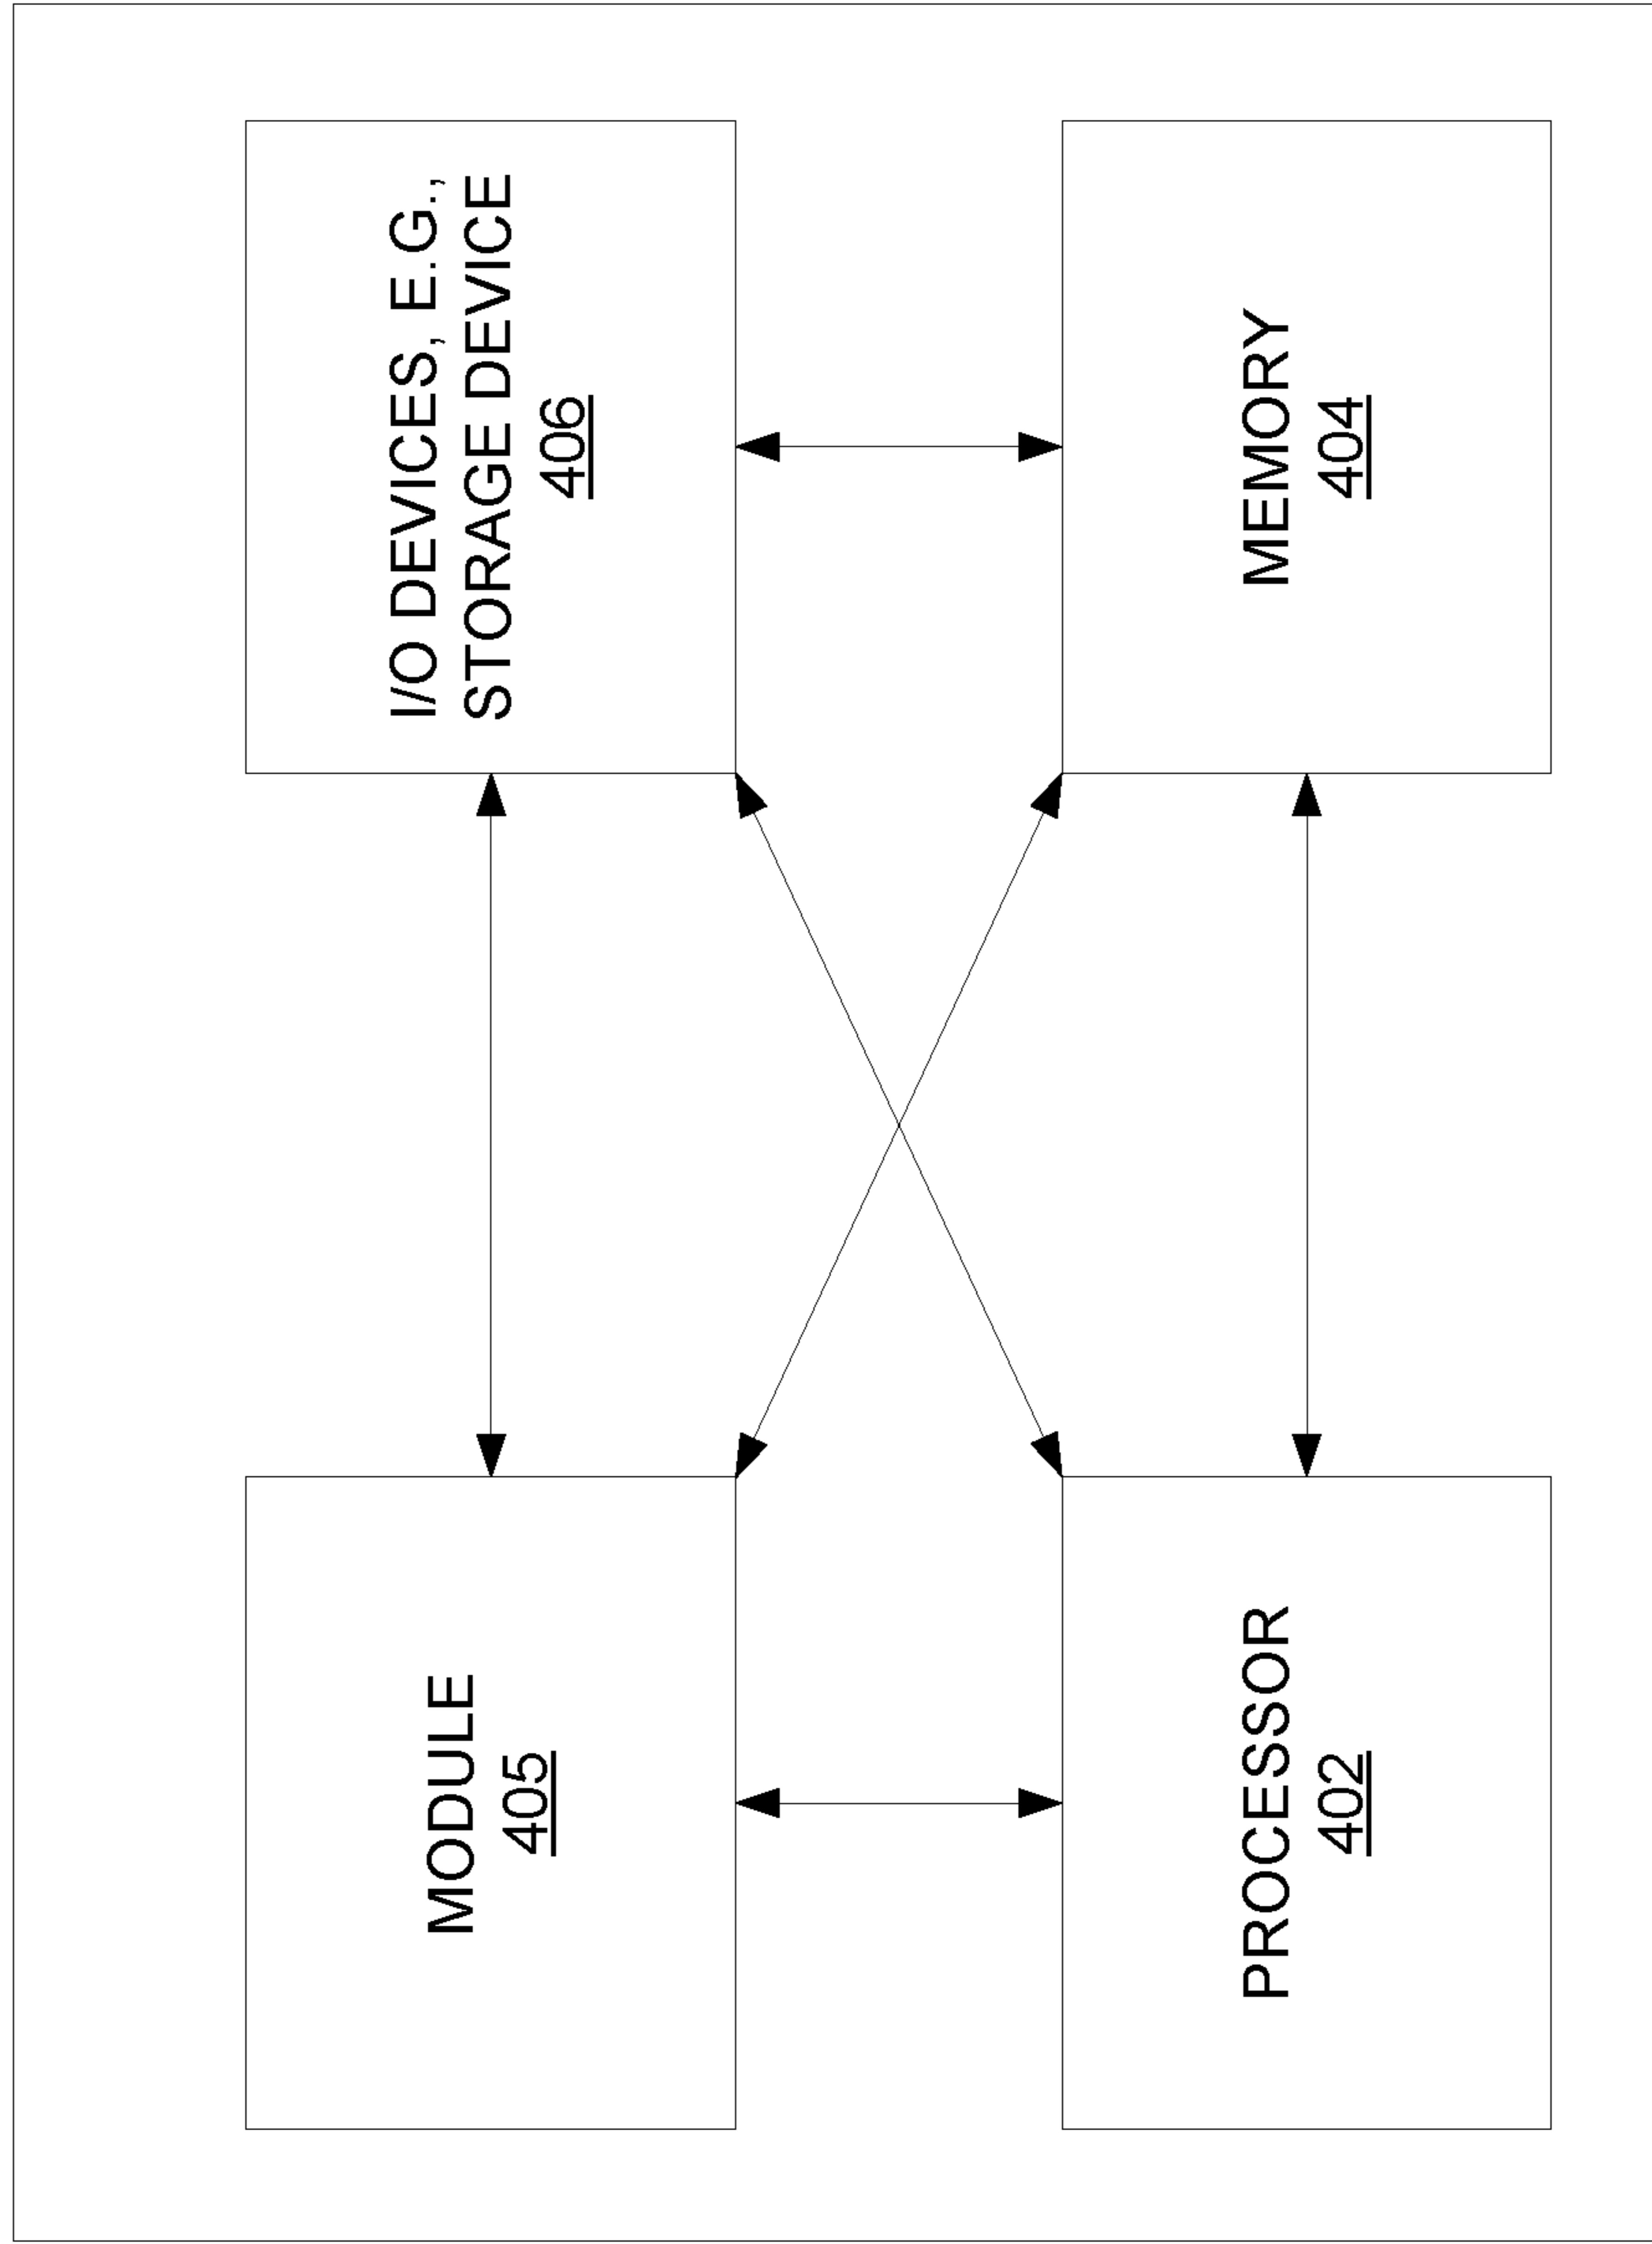 MODULE
405
I/O DEVICES, E.G.,
STORAGE DEVICE
406
PROCESSOR
402
MEMORY
404